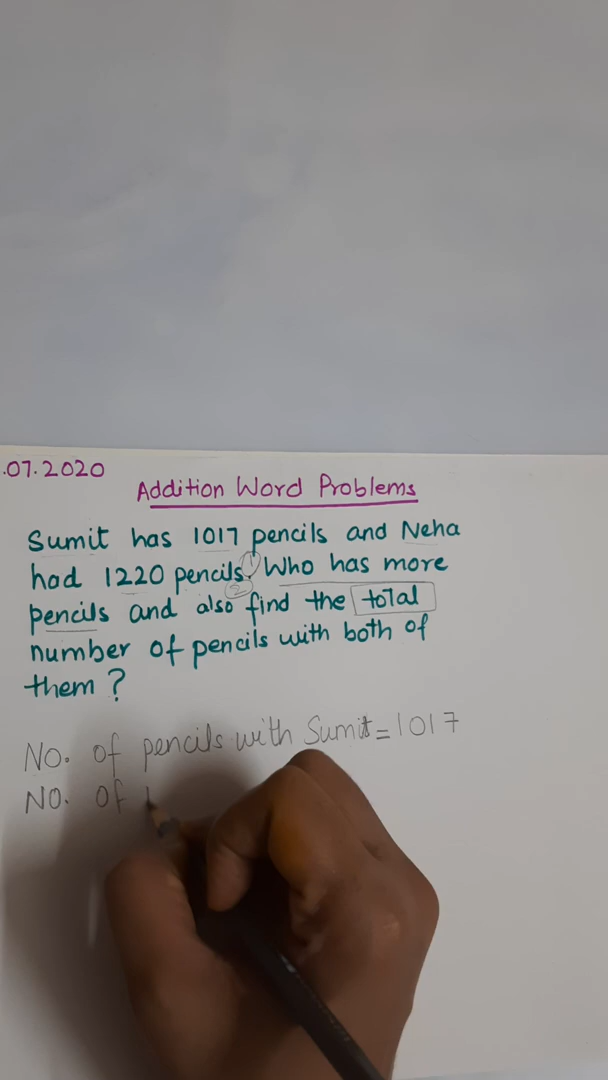 .07.2020
Addition Word Problems
Sumit has 1017 pencils and Neha
had 1220 pencils. (1) Who has more
pencils and also (2) find the total
number of pencils with both of
them ?
No. of pencils with Sumit = 1017
No. of